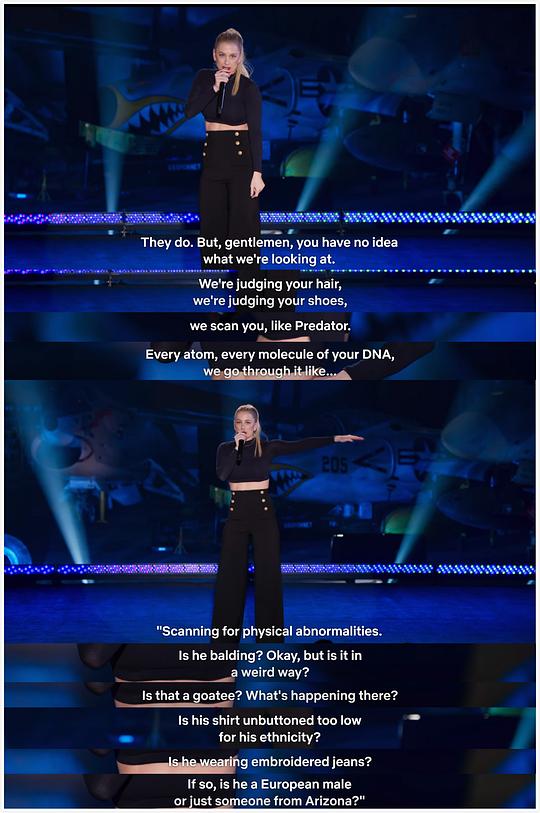 They do. But, gentlemen, you have no idea
what we're looking at.
We're judging your hair,
we're judging your shoes,
we scan you, like Predator.
Every atom, every molecule of your DNA,
we go through it like...
205
"Scanning for physical abnormalities.
Is he balding? Okay, but is it in
a weird way?
Is that a goatee? What's happening there?
Is his shirt unbuttoned too low
for his ethnicity?
Is he wearing embroidered jeans?
If so, is he a European male
or just someone from Arizona?"